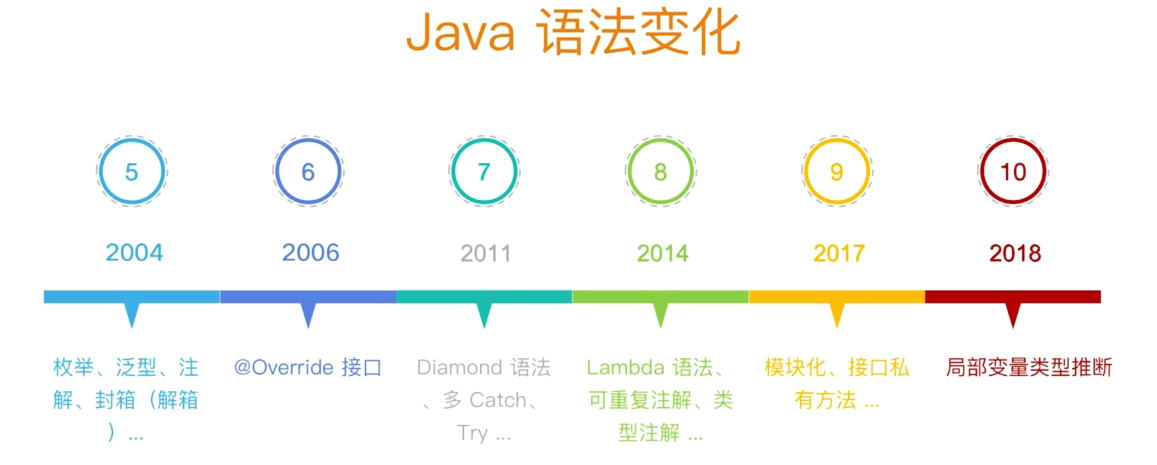 Java 语法变化
5
6
7
8
9
10
2004
2006
2011
2014
2017
2018
枚举、泛型、注
解、封箱（解箱
）...
@Override 接口
Diamond 语法
、多 Catch、
Try ...
Lambda 语法、
可重复注解、类
型注解 ...
模块化、接口私
有方法 ...
局部变量类型推断